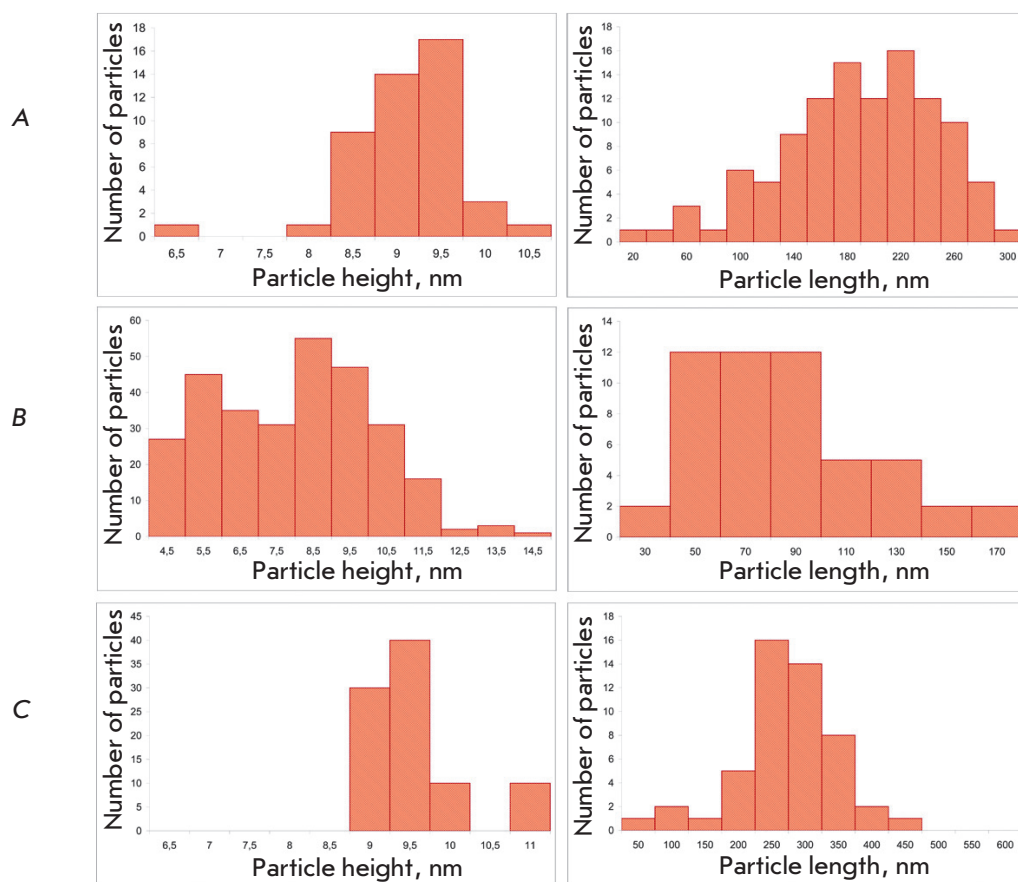 A
Number of particles
18
16
14
12
10
8
6
4
2
0
6,5 7 7,5 8 8,5 9 9,5 10 10,5
Particle height, nm
Number of particles
18
16
14
12
10
8
6
4
2
0
20 60 100 140 180 220 260 300
Particle length, nm
B
Number of particles
60
50
40
30
20
10
0
4,5 5,5 6,5 7,5 8,5 9,5 10,5 11,5 12,5 13,5 14,5
Particle height, nm
Number of particles
14
12
10
8
6
4
2
0
30 50 70 90 110 130 150 170
Particle length, nm
C
Number of particles
45
40
35
30
25
20
15
10
5
0
6,5 7 7,5 8 8,5 9 9,5 10 10,5 11
Particle height, nm
Number of particles
18
16
14
12
10
8
6
4
2
0
50 100 150 200 250 300 350 400 450 500 550 600
Particle length, nm